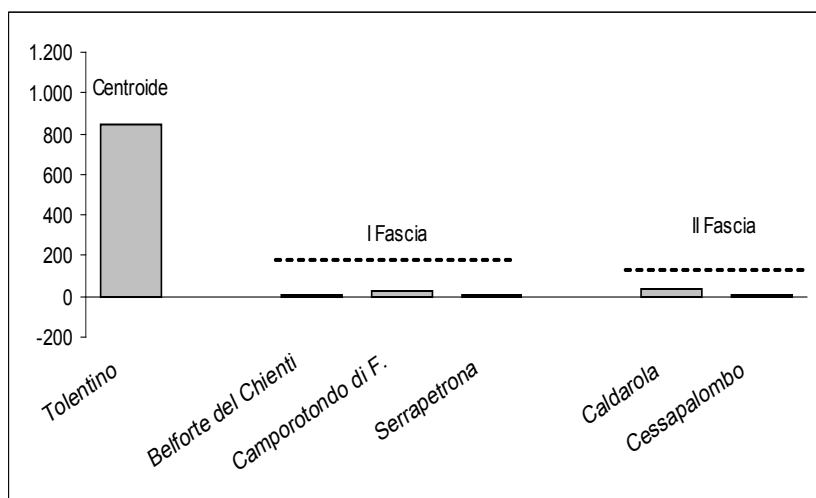 1.200
1.000
800
600
400
200
0
-200
Centroide
I Fascia
II Fascia
Tolentino
Belforte del Chienti
Camporotondo di F.
Serrapetrona
Caldarola
Cessapalombo